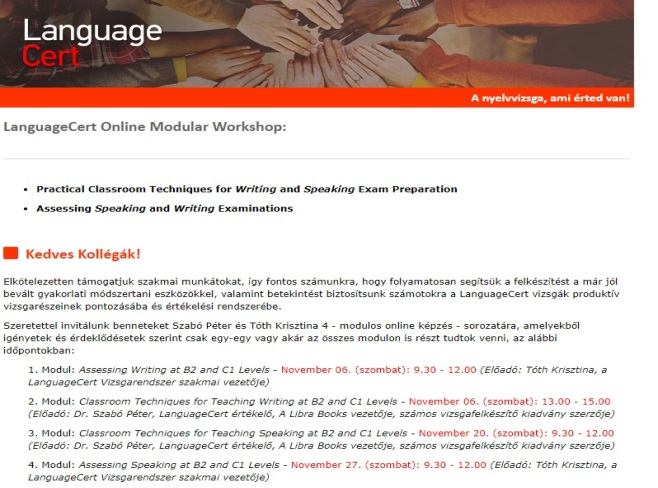 Language
Cert
A nyelvvizsga, ami érted van!
LanguageCert Online Modular Workshop:
• Practical Classroom Techniques for Writing and Speaking Exam Preparation
• Assessing Speaking and Writing Examinations
Kedves Kollégák!
Elkötelezetten támogatjuk szakmai munkátokat, így fontos számunkra, hogy folyamatosan segítsük a felkészítést a már jól
bevált gyakorlati módszertani eszközökkel, valamint betekintést biztosítsunk számotokra a LanguageCert vizsgák produktív
vizsgarészeinek pontozásába és értékelési rendszerébe.
Szeretettel invitálunk benneteket Szabó Péter és Tóth Krisztina 4 - modulos online képzés - sorozatára, amelyekből
igényetek és érdeklődésetek szerint csak egy-egy vagy akár az összes modulon is részt tudtok venni, az alábbi
időpontokban:
1. Modul: Assessing Writing at B2 and C1 Levels - November 06. (szombat): 9.30 - 12.00 (Előadó: Tóth Krisztina, a
LanguageCert Vizsgarendszer szakmai vezetője)
2. Modul: Classroom Techniques for Teaching Writing at B2 and C1 Levels - November 06. (szombat): 13.00 - 15.00
(Előadó: Dr. Szabó Péter, LanguageCert értékelő, A Libra Books vezetője, számos vizsgafelkészítő kiadvány szerzője)
3. Modul: Classroom Techniques for Teaching Speaking at B2 and C1 Levels - November 20. (szombat): 9.30 - 12.00
(Előadó: Dr. Szabó Péter, LanguageCert értékelő, A Libra Books vezetője, számos vizsgafelkészítő kiadvány szerzője)
4. Modul: Assessing Speaking at B2 and C1 Levels - November 27. (szombat): 9.30 - 12.00 (Előadó: Tóth Krisztina, a
LanguageCert Vizsgarendszer szakmai vezetője)